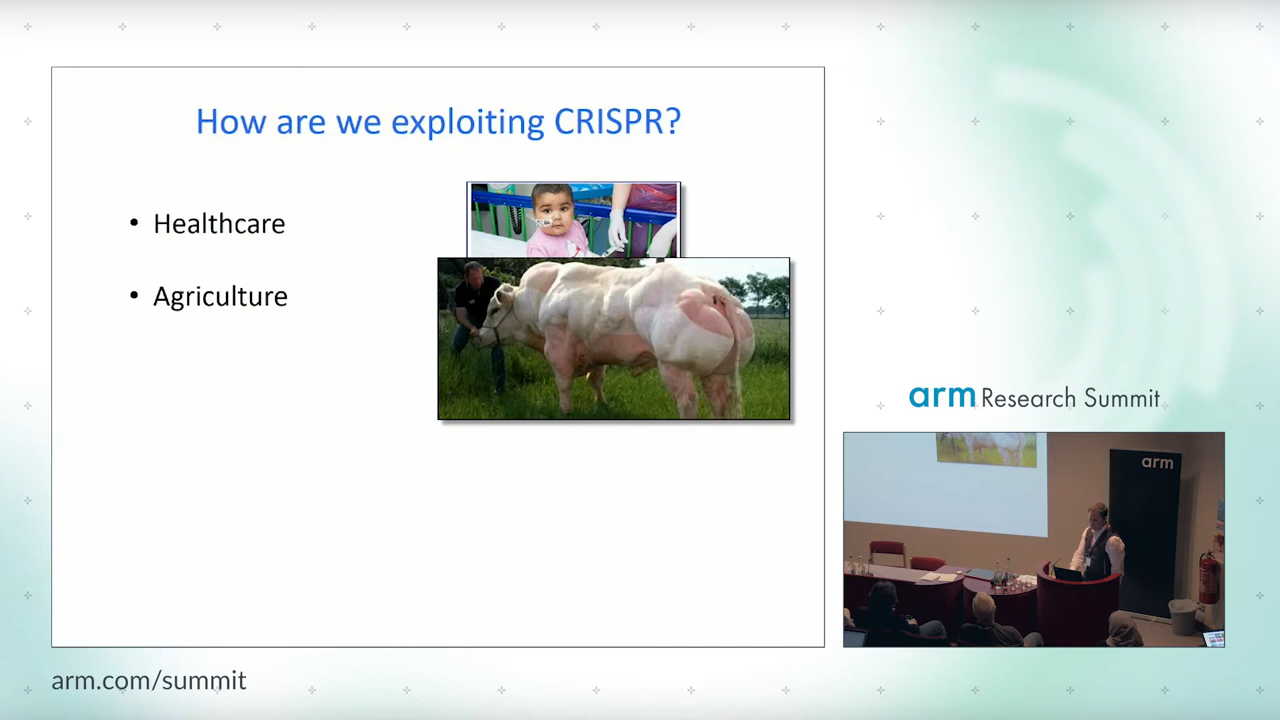 How are we exploiting CRISPR?
• Healthcare
• Agriculture
arm Research Summit
arm
arm.com/summit